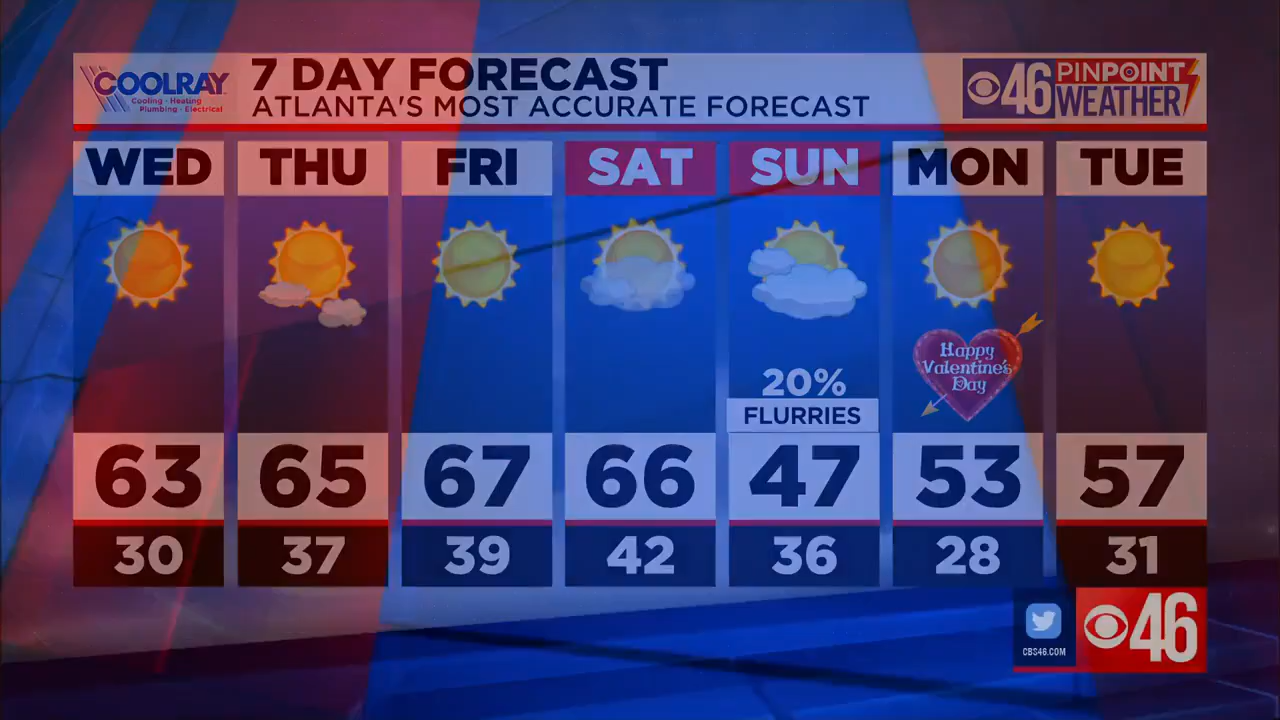 COOLRAY
Cooling · Heating
Plumbing · Electrical
7 DAY FORECAST
ATLANTA'S MOST ACCURATE FORECAST
46 PINPOINT
WEATHER
WED THU FRI SAT SUN MON TUE
Happy
Valentine's
Day
20%
FLURRIES
63 65 67 66 47 53 57
30 37 39 42 36 28 31
CBS46.COM
46